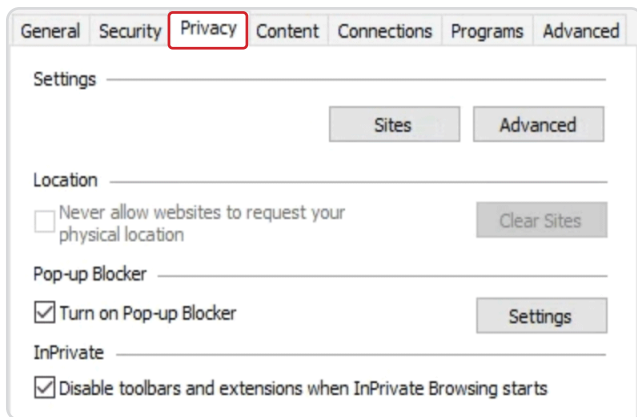 General Security Privacy Content Connections Programs Advanced
Settings
Sites Advanced
Location
Never allow websites to request your
physical location
Clear Sites
Pop-up Blocker
Turn on Pop-up Blocker
Settings
InPrivate
Disable toolbars and extensions when InPrivate Browsing starts